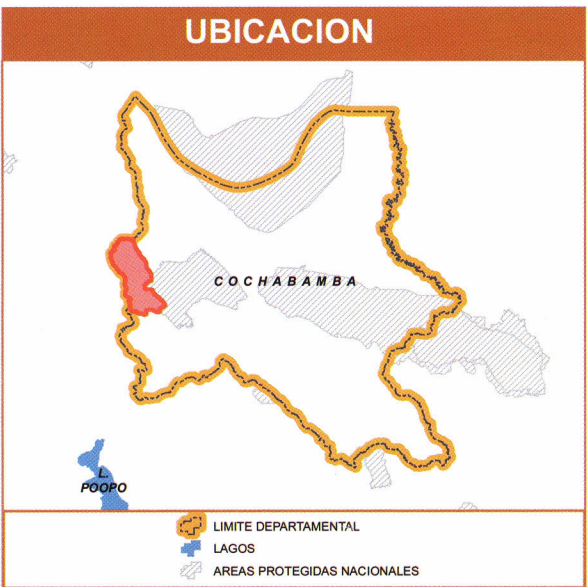 UBICACION
COCHABAMBA
L.
POOPO
LIMITE DEPARTAMENTAL
LAGOS
AREAS PROTEGIDAS NACIONALES